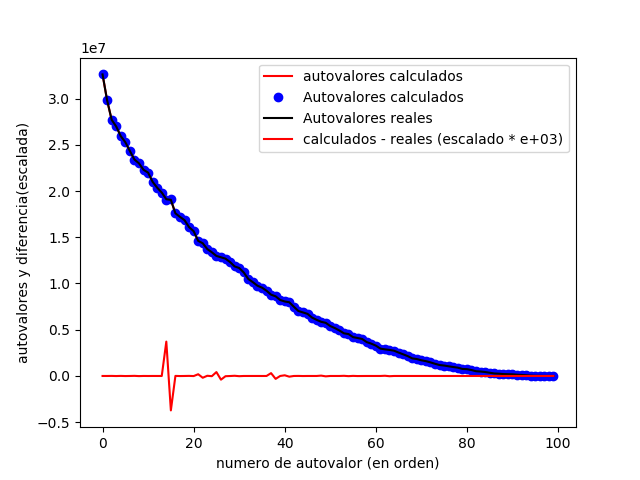 1e7
autovalores calculados
Autovalores calculados
Autovalores reales
calculados - reales (escalado * e+03)
autovalores y diferencia(escalada)
3.0
2.5
2.0
1.5
1.0
0.5
0.0
−0.5
0 20 40 60 80 100
numero de autovalor (en orden)